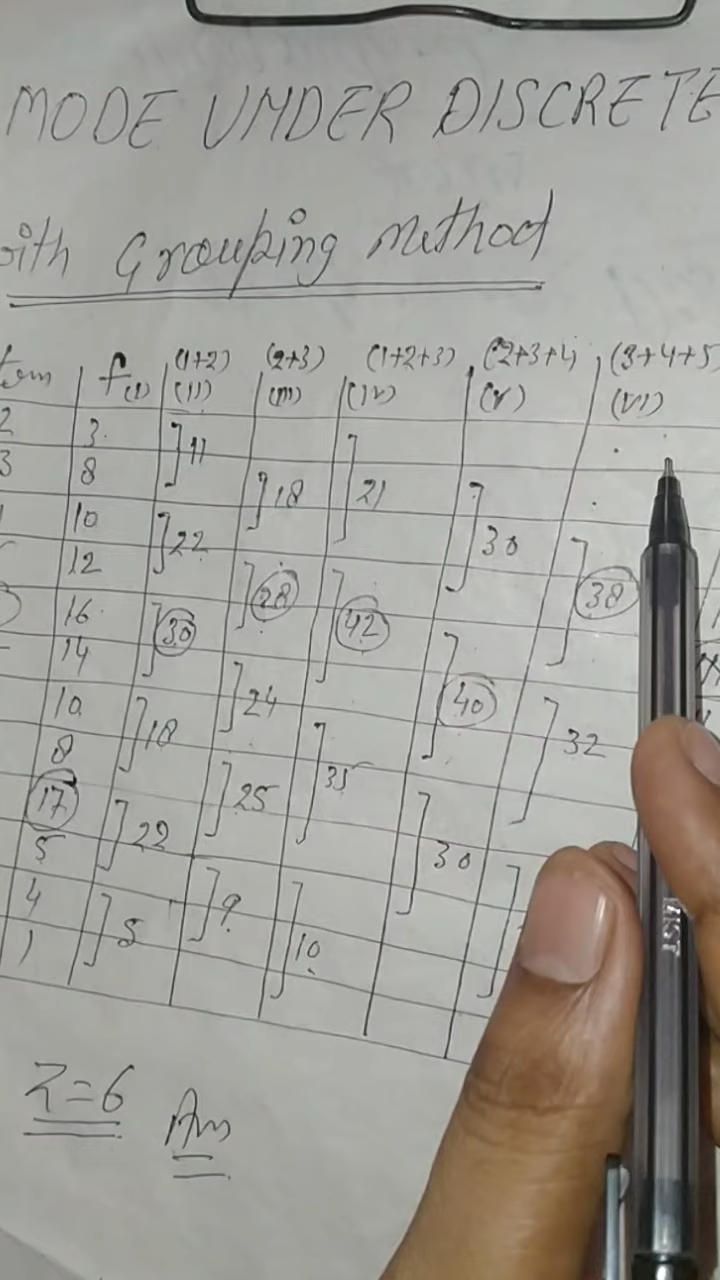 MODE UNDER DISCRETE
with Grouping Method
(1+2) (2+3) (1+2+3) (2+3+4) (3+4+5)
f(I) (II) (III) (IV) (V) (VI)
2 3
3 8 11
10 18 21
12 22 30
16 28 38
14 30 42
10 24 40
8 18 32
17 25 35
5 22 30
4 9
1 5 10
Z=6 Ans